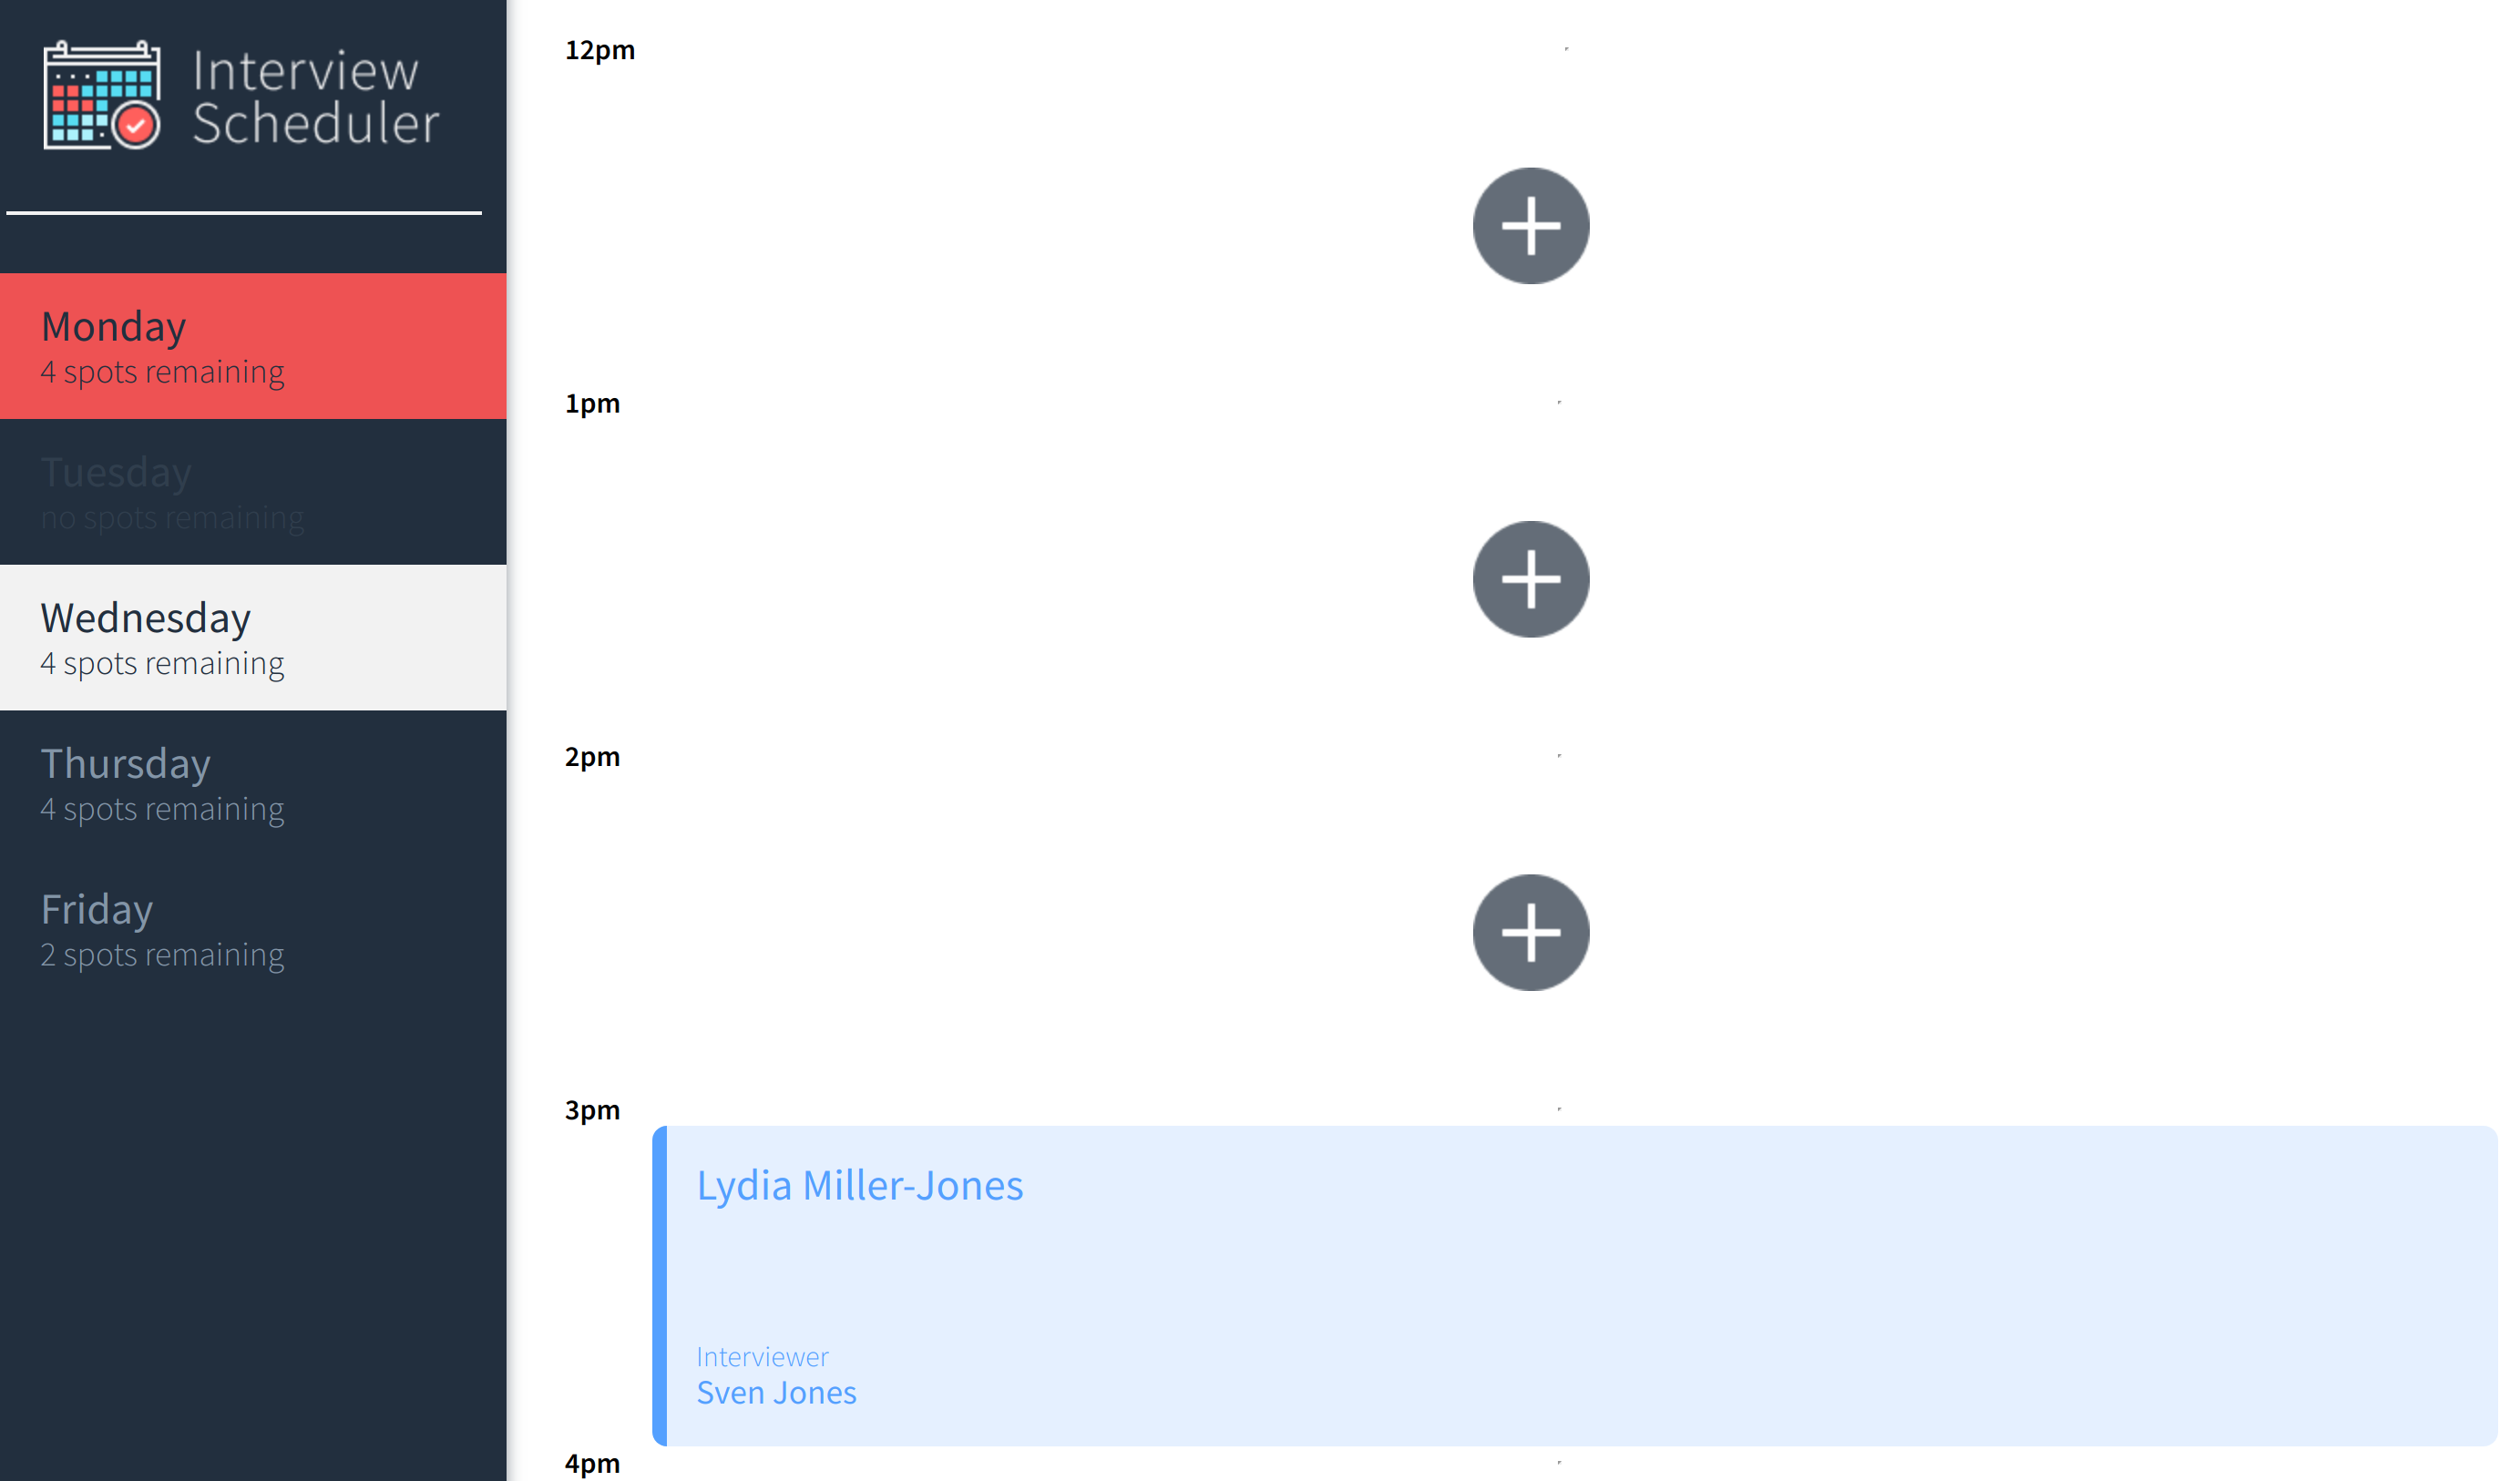 Interview
Scheduler
Monday
4 spots remaining
Tuesday
no spots remaining
Wednesday
4 spots remaining
Thursday
4 spots remaining
Friday
2 spots remaining
12pm
1pm
2pm
3pm
Lydia Miller-Jones
Interviewer
Sven Jones
4pm